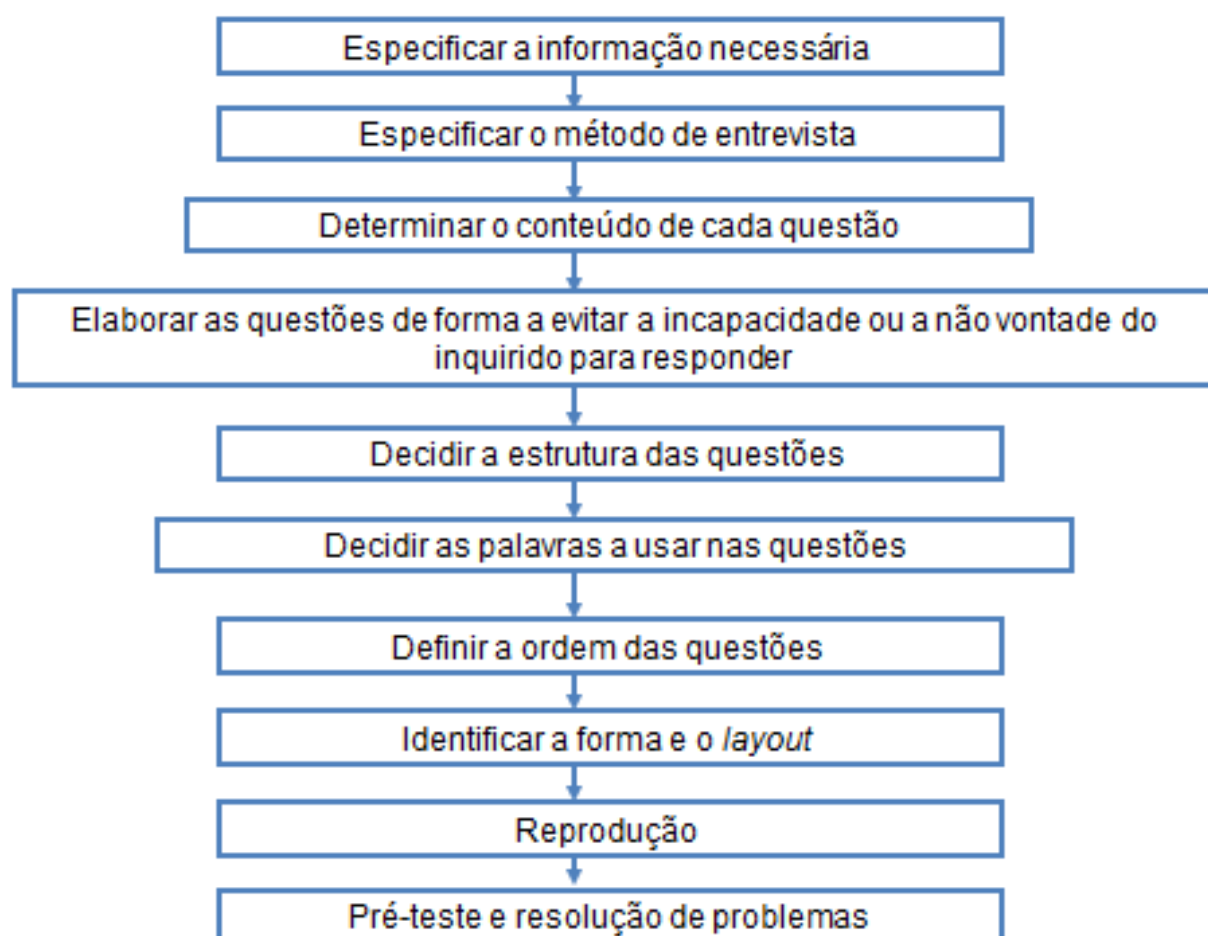 Especificar a informação necessária
Especificar o método de entrevista
Determinar o conteúdo de cada questão
Elaborar as questões de forma a evitar a incapacidade ou a não vontade do
inquirido para responder
Decidir a estrutura das questões
Decidir as palavras a usar nas questões
Definir a ordem das questões
Identificar a forma e o layout
Reprodução
Pré-teste e resolução de problemas